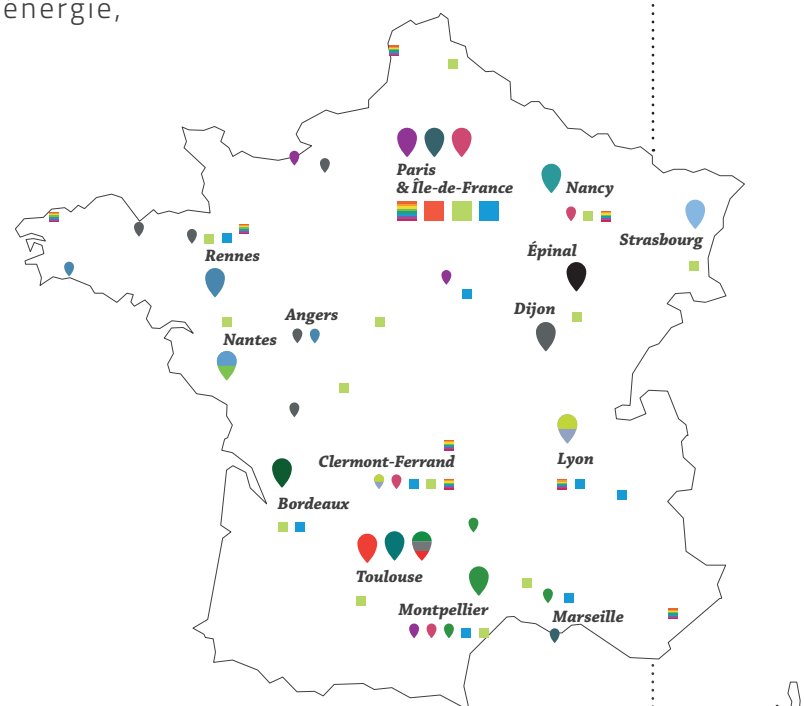 énergie,
Paris
& Île-de-France
Nancy
Strasbourg
Épinal
Rennes
Dijon
Angers
Nantes
Clermont-Ferrand
Lyon
Bordeaux
Toulouse
Montpellier
Marseille